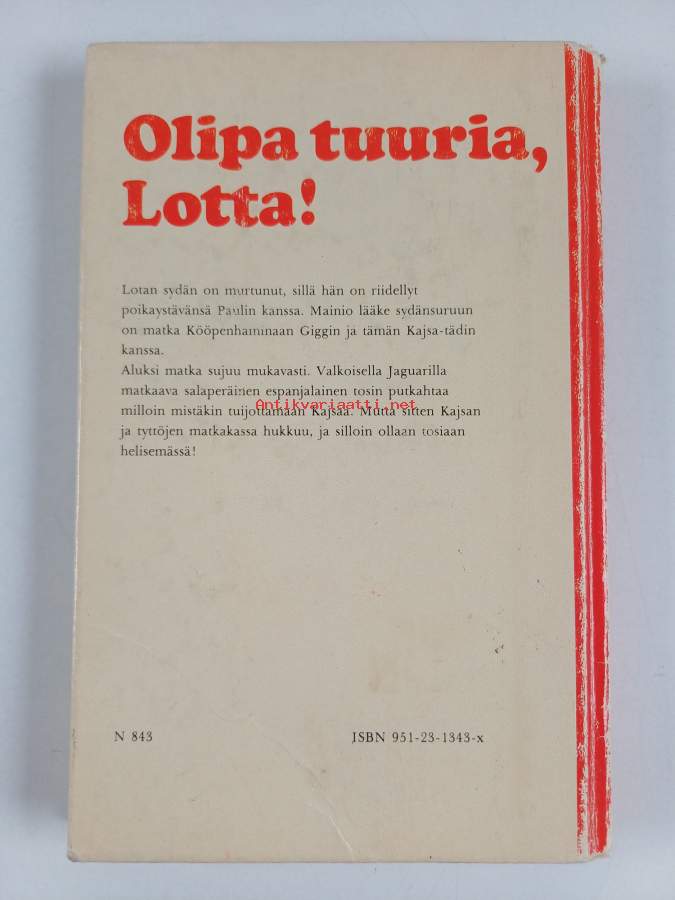 Olipa tuuria,
Lotta!
Lotan sydän on murtunut, sillä hän on riidellyt
poikaystävänsä Paulin kanssa. Mainio lääke sydänsuruun
on matka Kööpenhaminaan Giggin ja tämän Kajsa-tädin
kanssa.
Aluksi matka sujuu mukavasti. Valkoisella Jaguarilla
matkaava salaperäinen espanjalainen tosin putkahtaa
Antikvariaatti.net
milloin mistäkin tuijottamaan Kajsaa. Mutta sitten Kajsan
ja tyttöjen matkakassa hukkuu, ja silloin ollaan tosiaan
helisemässä!
N 843
ISBN 951-23-1343-x